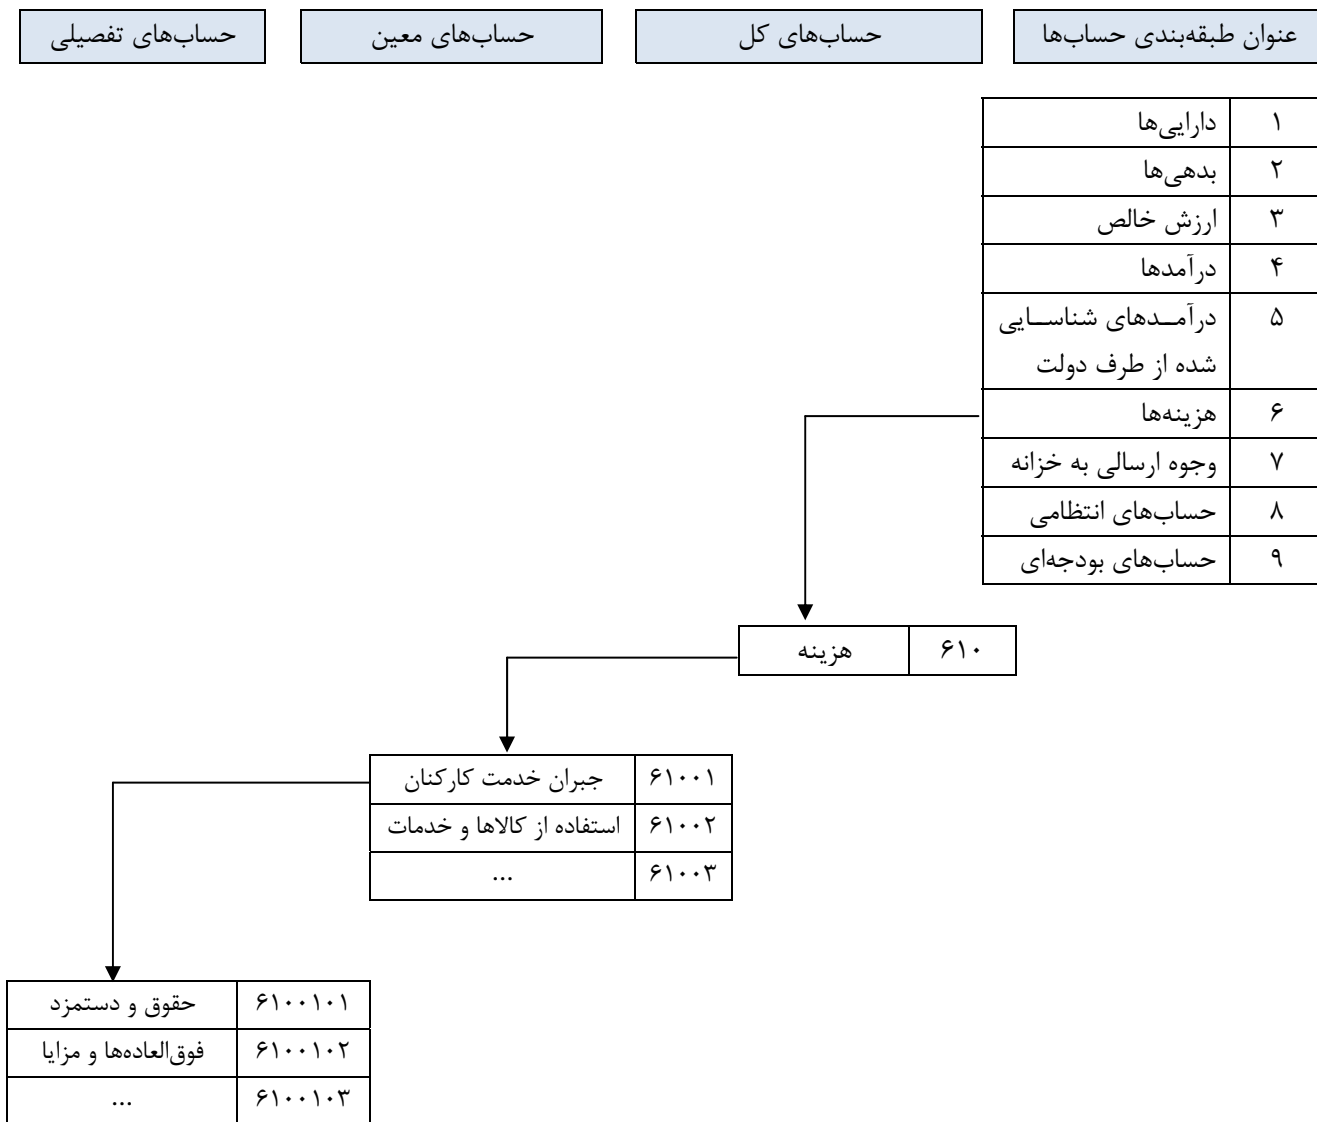 عنوان طبقه‌بندی حساب‌ها
حساب‌های کل
حساب‌های معین
حساب‌های تفصیلی
۱ دارایی‌ها
۲ بدهی‌ها
۳ ارزش خالص
۴ درآمدها
۵ درآمـدهای شناسـایی
شده از طرف دولت
۶ هزینه‌ها
۷ وجوه ارسالی به خزانه
۸ حساب‌های انتظامی
۹ حساب‌های بودجه‌ای
۶۱۰ هزینه
۶۱۰۰۱ جبران خدمت کارکنان
۶۱۰۰۲ استفاده از کالاها و خدمات
۶۱۰۰۳ ...
۶۱۰۰۱۰۱ حقوق و دستمزد
۶۱۰۰۱۰۲ فوق‌العاده‌ها و مزایا
۶۱۰۰۱۰۳ ...